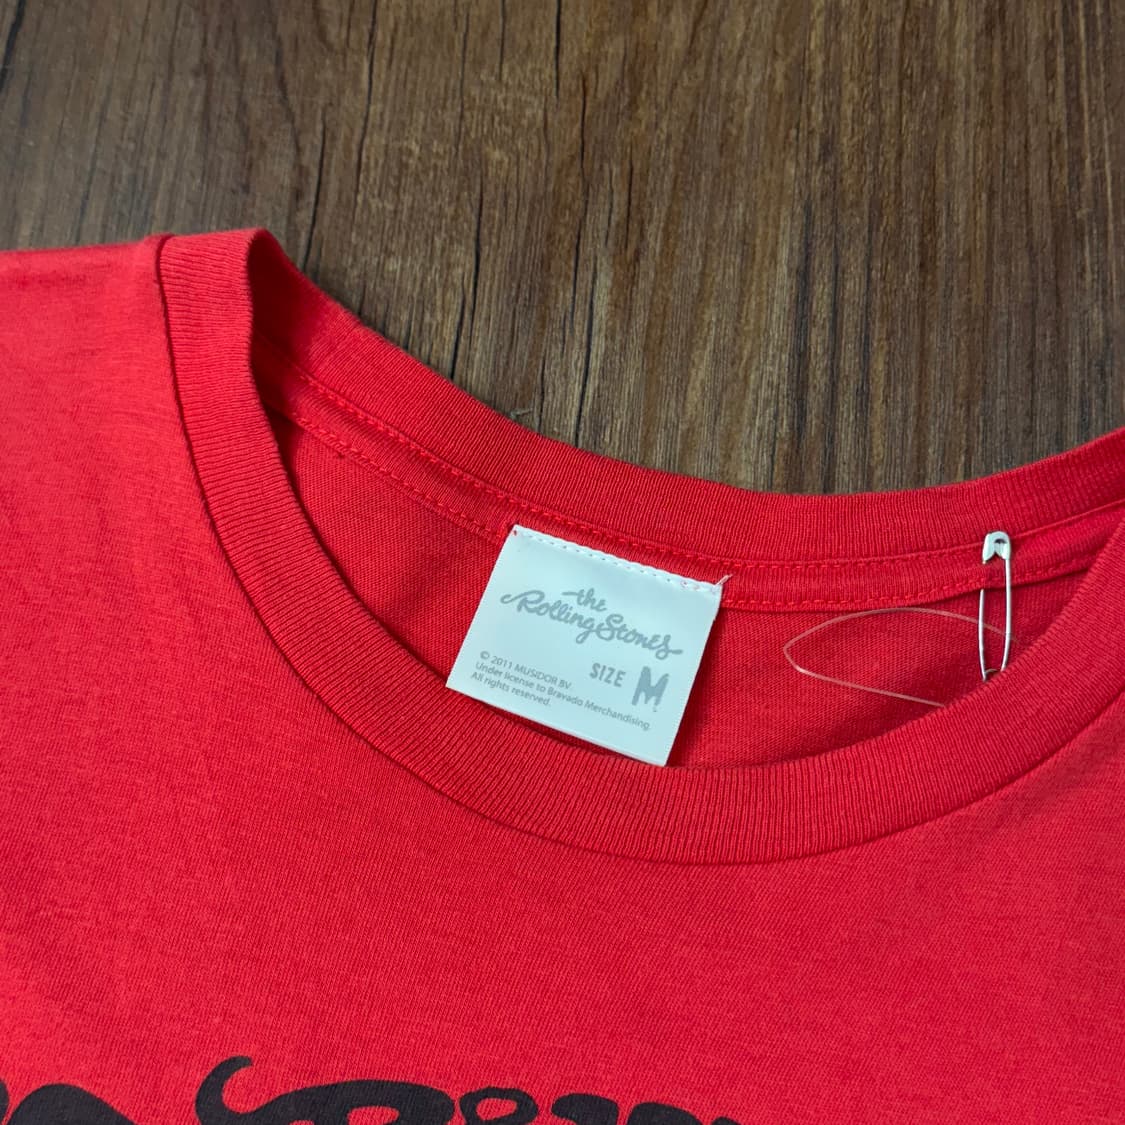 the
Rolling Stones
SIZE M
© 2011 MUSIDOR BV
Under license to Bravado Merchandising.
All rights reserved.